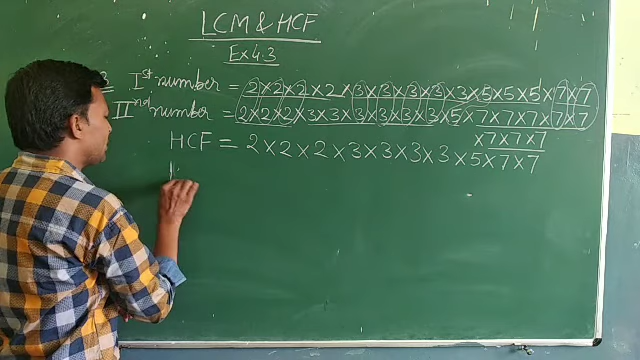 LCM & HCF
Ex 4.3
3 Ist number = 2×2×2×2×3×3×3×3×3×5×5×5×7×7
IInd number = 2×2×2×3×3×3×3×3×3×5×7×7×7×7×7
×7×7×7
HCF = 2×2×2×3×3×3×3×5×7×7